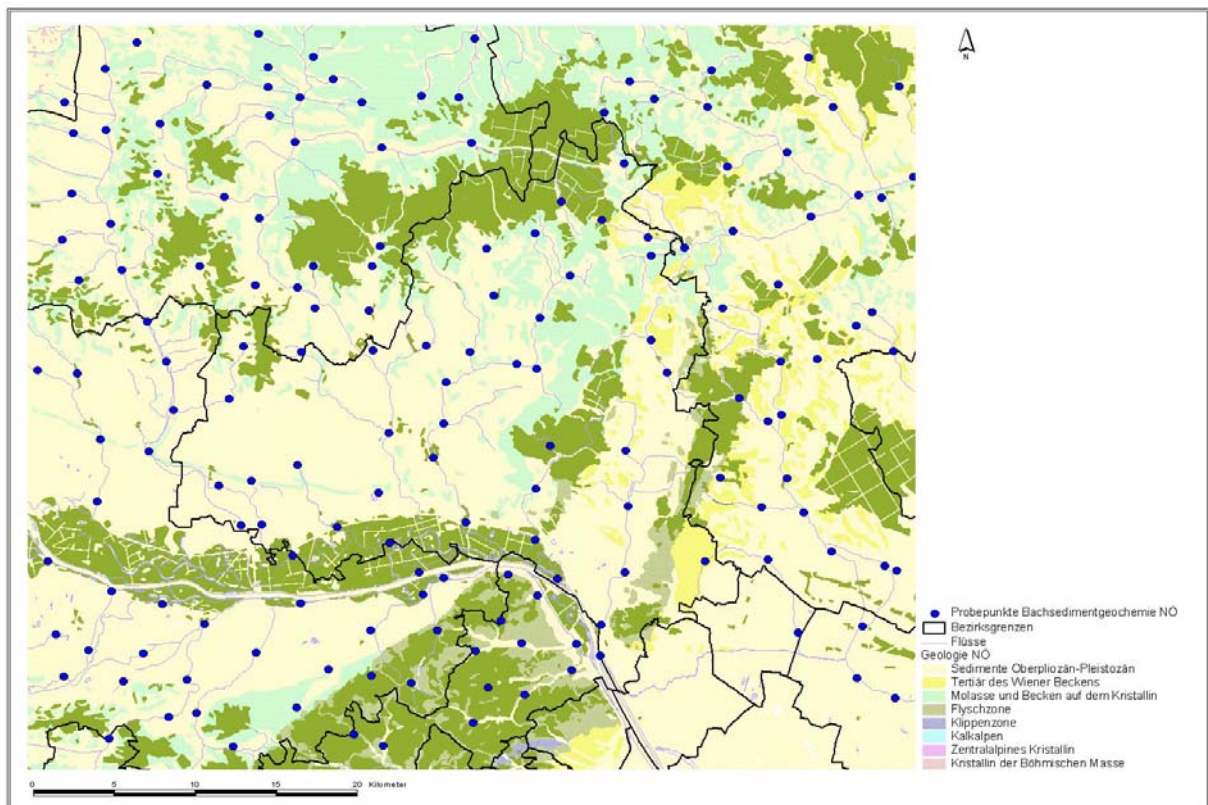 N
Probepunkte Bachsedimentgeochemie NÖ
Bezirksgrenzen
Flüsse
Geologie NÖ
Sedimente Oberpliozän-Pleistozän
Tertiär des Wiener Beckens
Molasse und Becken auf dem Kristallin
Flyschzone
Klippenzone
Kalkalpen
Zentralalpines Kristallin
Kristallin der Böhmischen Masse
0 5 10 15 20 Kilometer